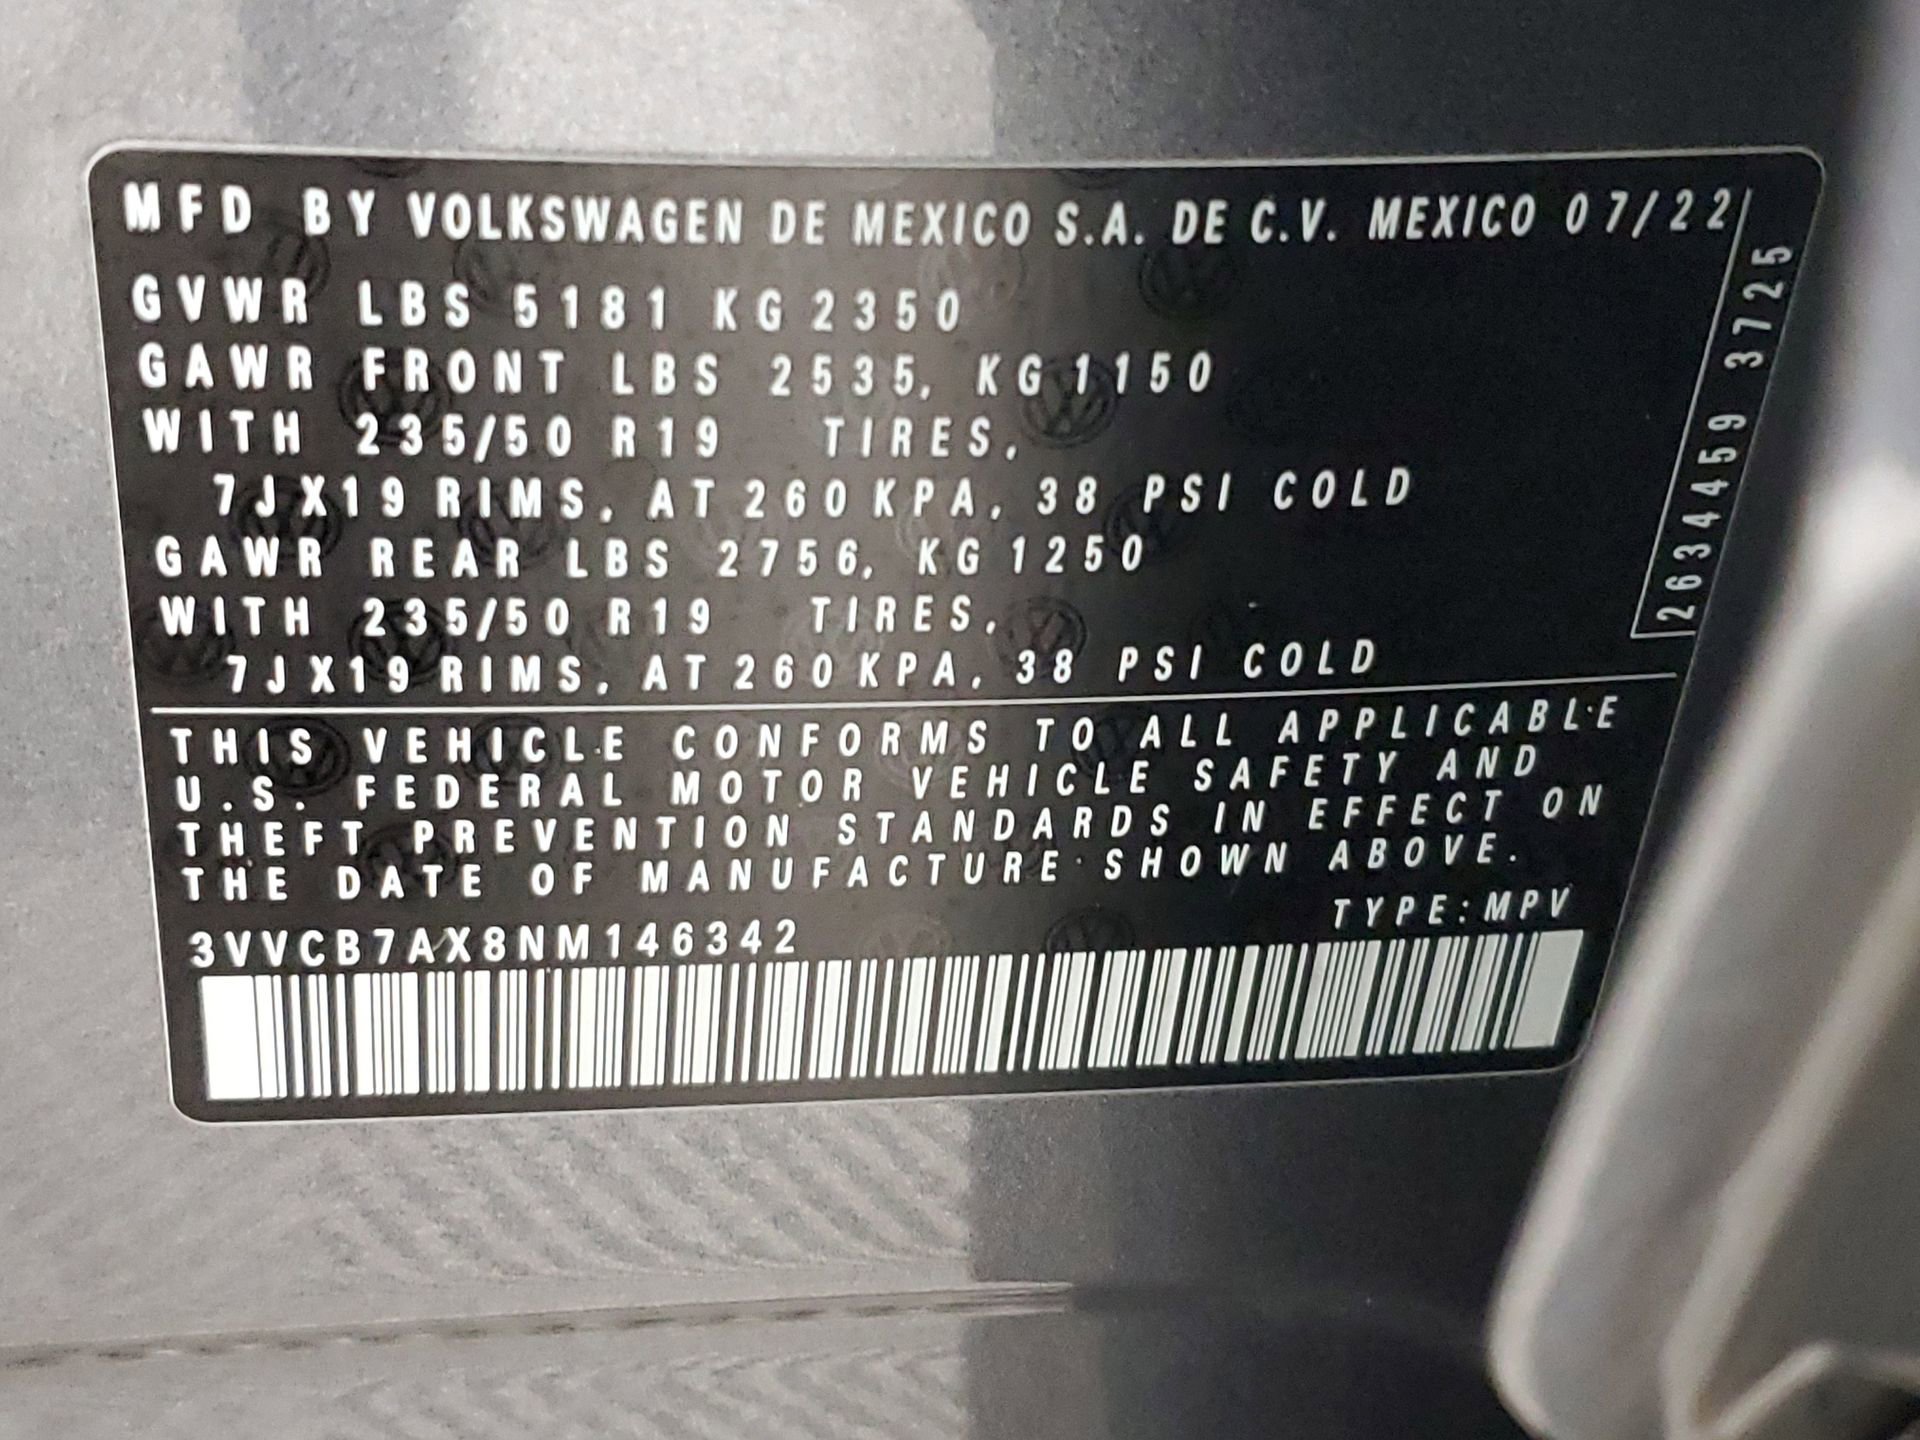 MFD BY VOLKSWAGEN DE MEXICO S.A. DE C.V. MEXICO 07/22
GVWR LBS 5181 KG 2350
GAWR FRONT LBS 2535, KG 1150
WITH 235/50 R19 TIRES,
7JX19 RIMS, AT 260 KPA, 38 PSI COLD
GAWR REAR LBS 2756, KG 1250
WITH 235/50 R19 TIRES,
7JX19 RIMS, AT 260 KPA, 38 PSI COLD
2634459 3725
THIS VEHICLE CONFORMS TO ALL APPLICABLE
U.S. FEDERAL MOTOR VEHICLE SAFETY AND
THEFT PREVENTION STANDARDS IN EFFECT ON
THE DATE OF MANUFACTURE SHOWN ABOVE.
TYPE:MPV
3VVCB7AX8NM146342